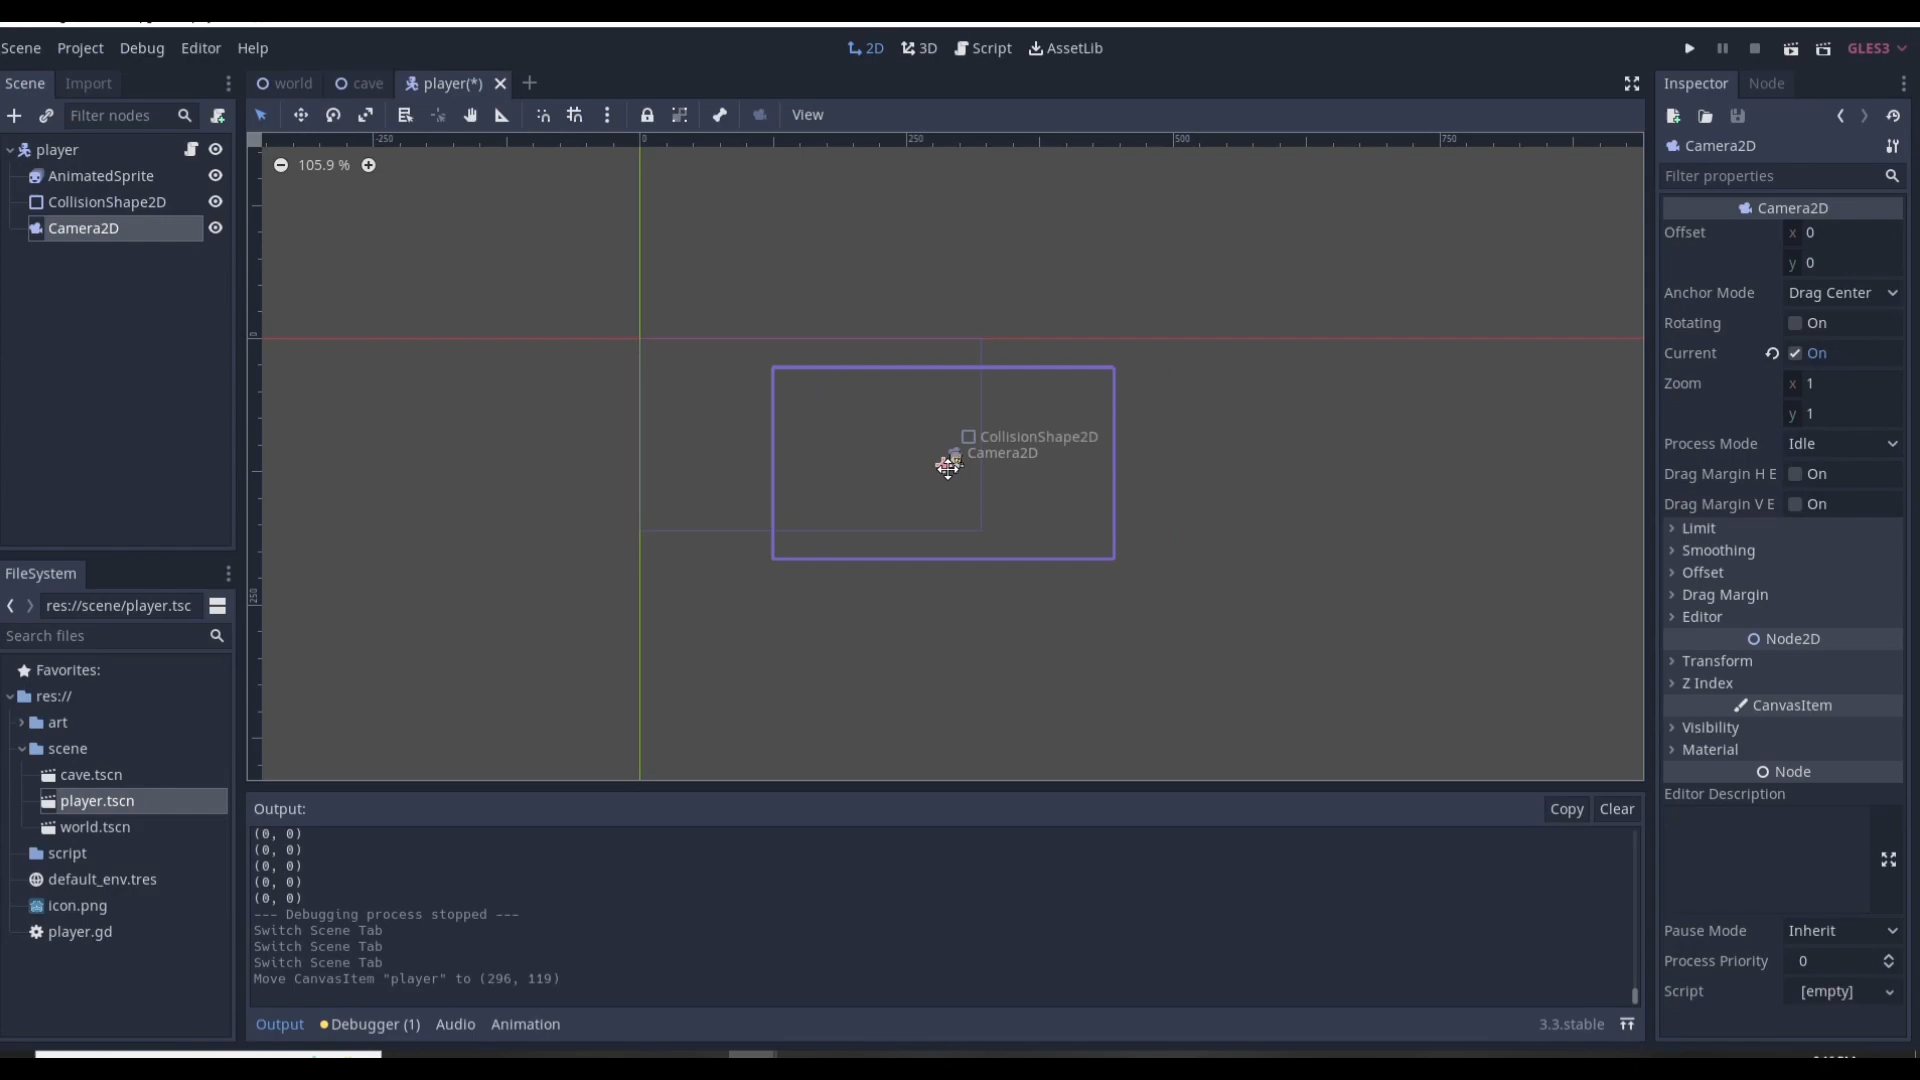 Scene Project Debug Editor Help
2D 3D Script AssetLib
GLES3
Scene Import
world cave player(*)
Inspector Node
Filter nodes
View
Camera2D
Filter properties
player
AnimatedSprite
CollisionShape2D
Camera2D
-250 0 250 500 750
0
250
105.9 %
CollisionShape2D
Camera2D
Camera2D
Offset x 0
y 0
Anchor Mode Drag Center
Rotating On
Current On
Zoom x 1
y 1
Process Mode Idle
Drag Margin H E On
Drag Margin V E On
Limit
Smoothing
Offset
Drag Margin
Editor
Node2D
Transform
Z Index
CanvasItem
Visibility
Material
Node
Editor Description
Pause Mode Inherit
Process Priority 0
Script [empty]
FileSystem
res://scene/player.tsc
Search files
Favorites:
res://
art
scene
cave.tscn
player.tscn
world.tscn
script
default_env.tres
icon.png
player.gd
Output:
Copy Clear
(0, 0)
(0, 0)
(0, 0)
(0, 0)
(0, 0)
--- Debugging process stopped ---
Switch Scene Tab
Switch Scene Tab
Switch Scene Tab
Move CanvasItem "player" to (296, 119)
Output Debugger (1) Audio Animation
3.3.stable